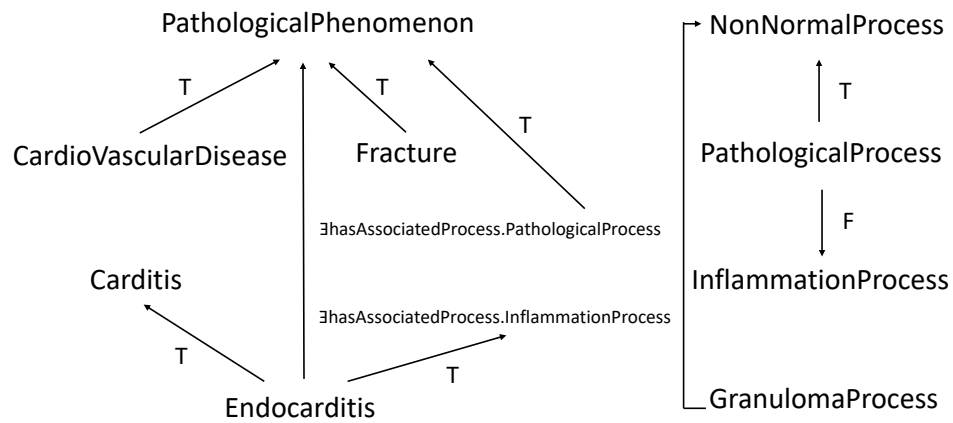 PathologicalPhenomenon
NonNormalProcess
T
T
T
T
CardioVascularDisease
Fracture
PathologicalProcess
∃hasAssociatedProcess.PathologicalProcess
F
Carditis
InflammationProcess
∃hasAssociatedProcess.InflammationProcess
T
T
Endocarditis
GranulomaProcess